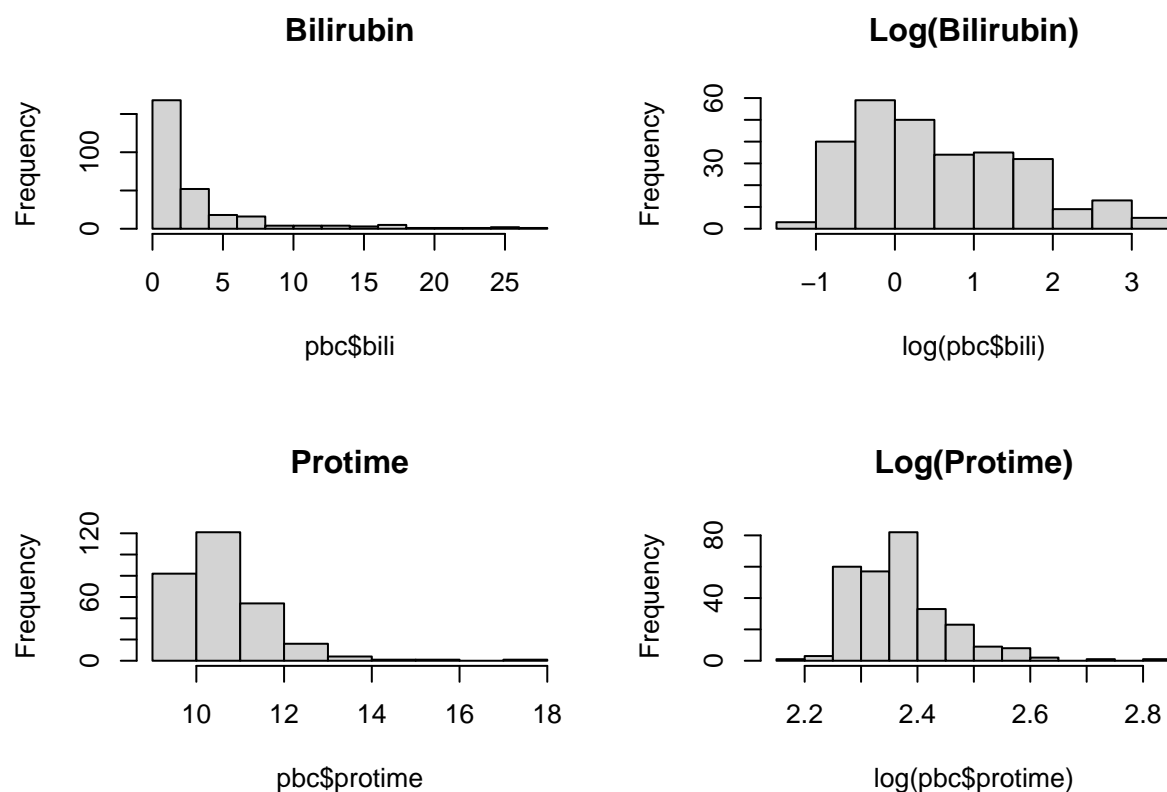 Bilirubin
Frequency
0 100
0 5 10 15 20 25
pbc$bili
Log(Bilirubin)
Frequency
0 30 60
−1 0 1 2 3
log(pbc$bili)
Protime
Frequency
0 60 120
10 12 14 16 18
pbc$protime
Log(Protime)
Frequency
0 40 80
2.2 2.4 2.6 2.8
log(pbc$protime)